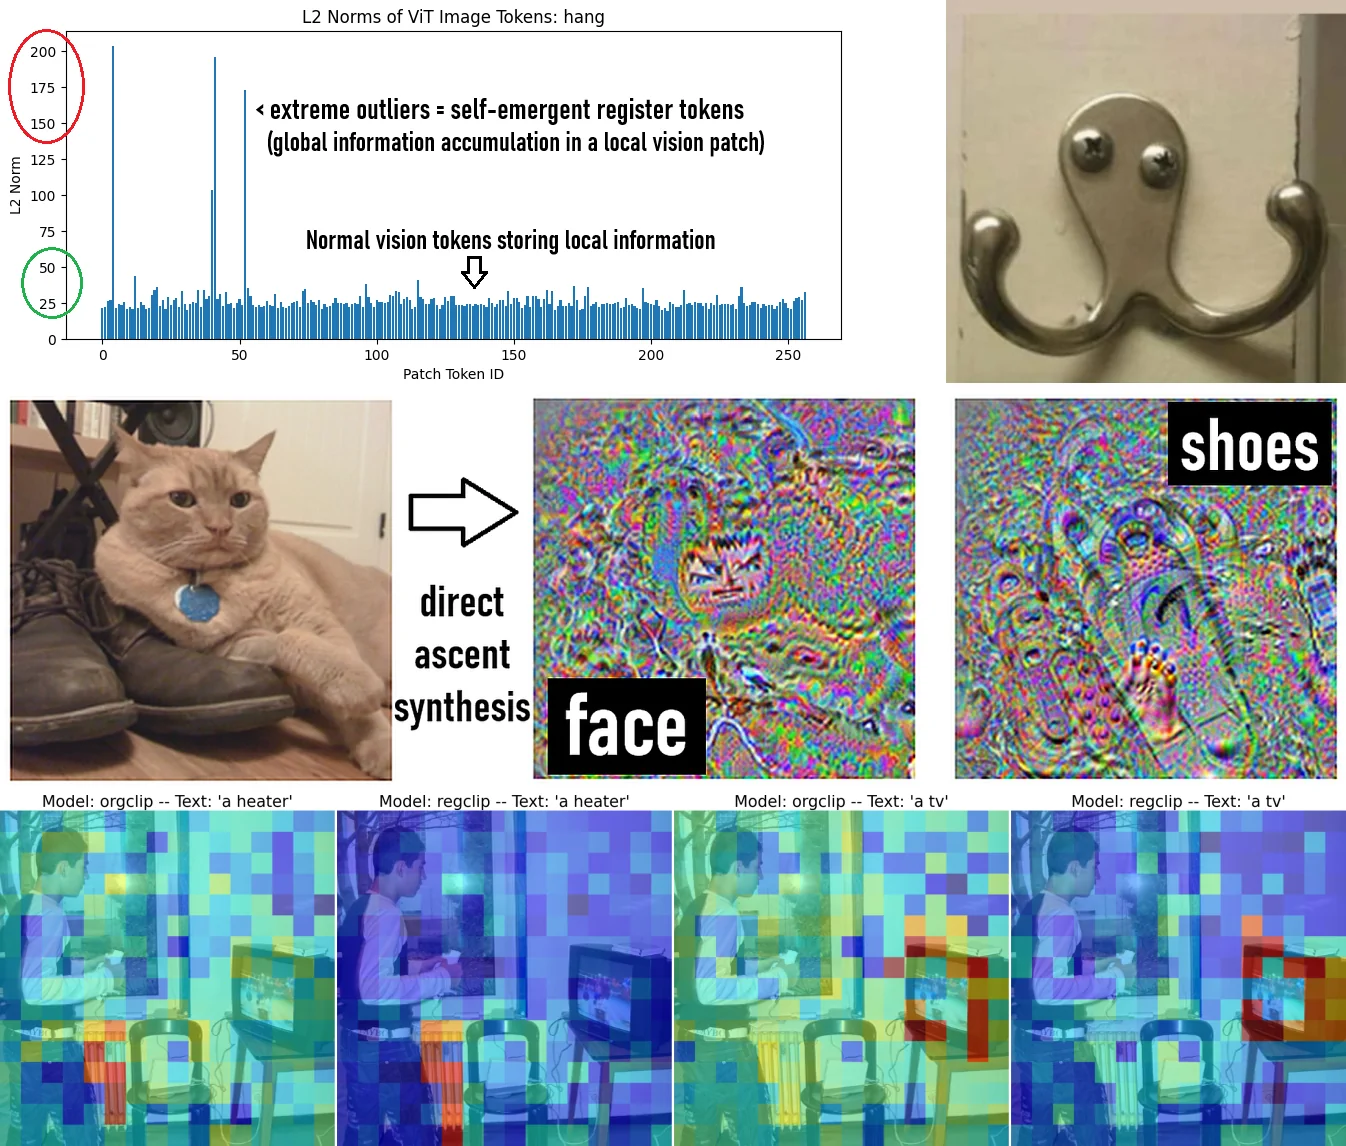 L2 Norms of ViT Image Tokens: hang
200
175
150
125
100
75
50
25
0
L2 Norm
< extreme outliers = self-emergent register tokens
(global information accumulation in a local vision patch)
Normal vision tokens storing local information
0
50
100
150
200
250
Patch Token ID
direct
ascent
synthesis
face
shoes
Model: orgclip -- Text: 'a heater'
Model: regclip -- Text: 'a heater'
Model: orgclip -- Text: 'a tv'
Model: regclip -- Text: 'a tv'